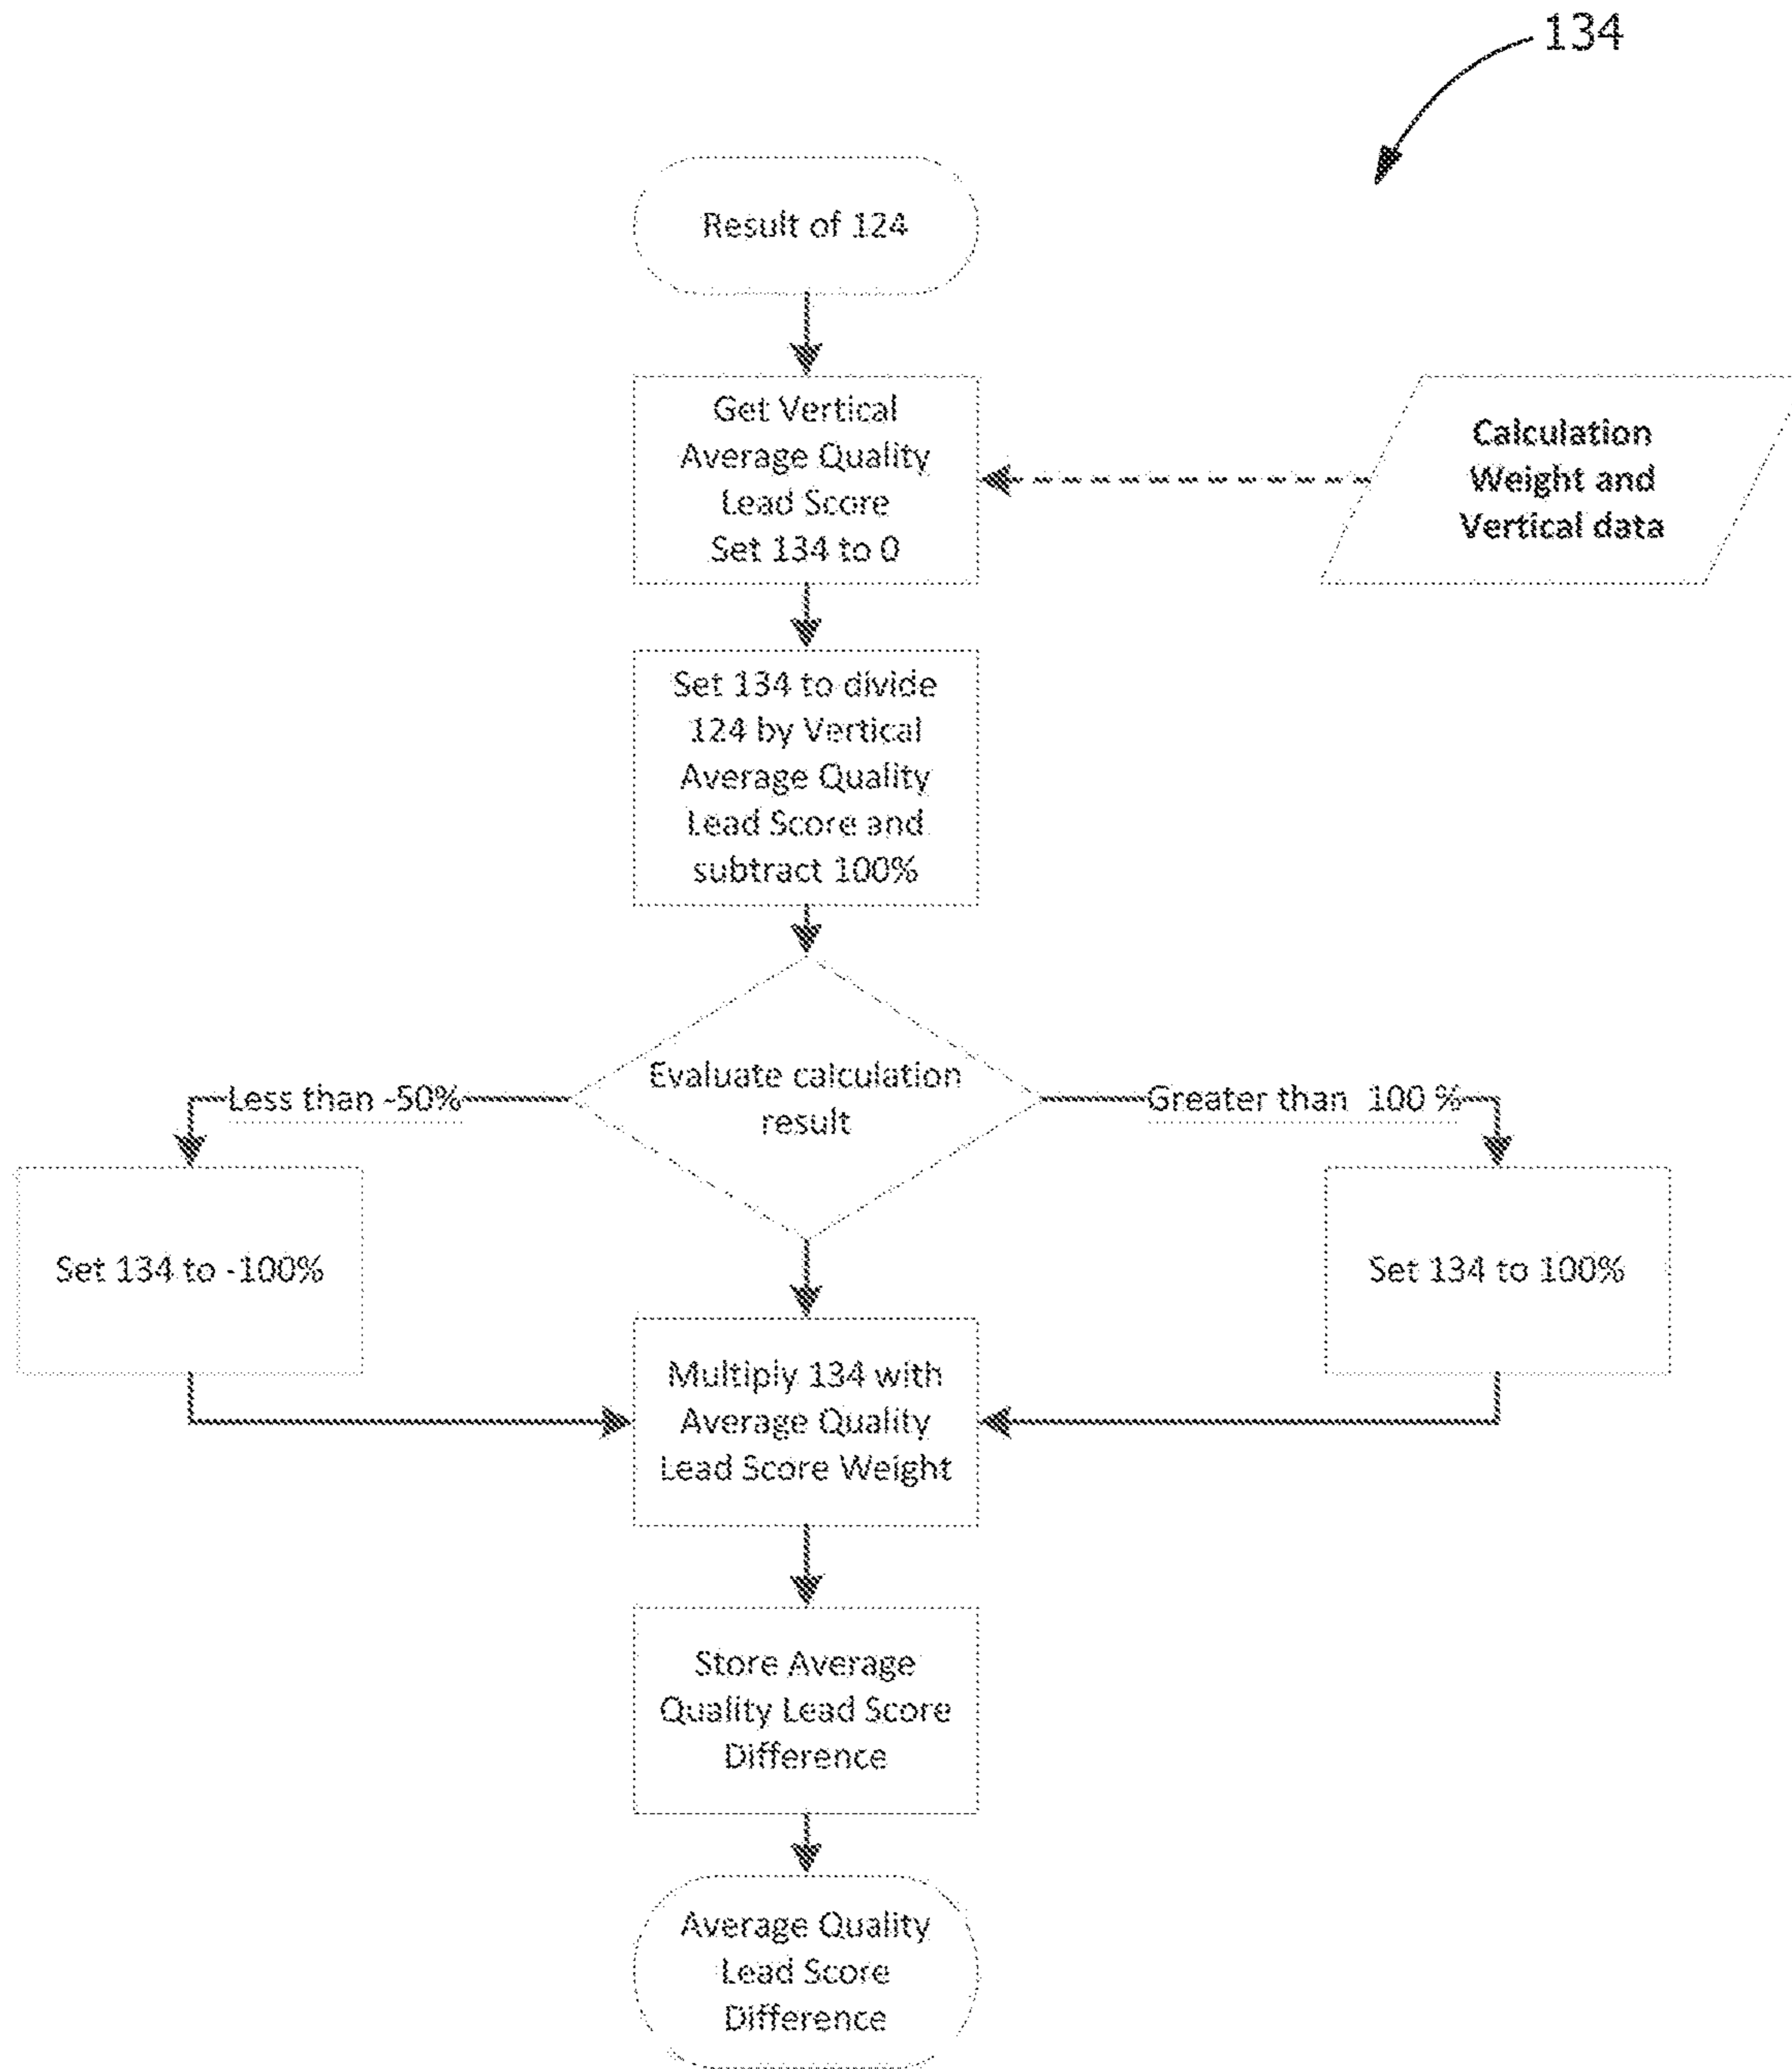 134
Result of 124
Get Vertical
Average Quality
Lead Score
Set 134 to 0
Calculation
Weight and
Vertical data
Set 134 to divide
124 by Vertical
Average Quality
Lead Score and
subtract 100%
Evaluate calculation
result
Less than -50%
Greater than 100 %
Set 134 to -100%
Set 134 to 100%
Multiply 134 with
Average Quality
Lead Score Weight
Store Average
Quality Lead Score
Difference
Average Quality
Lead Score
Difference